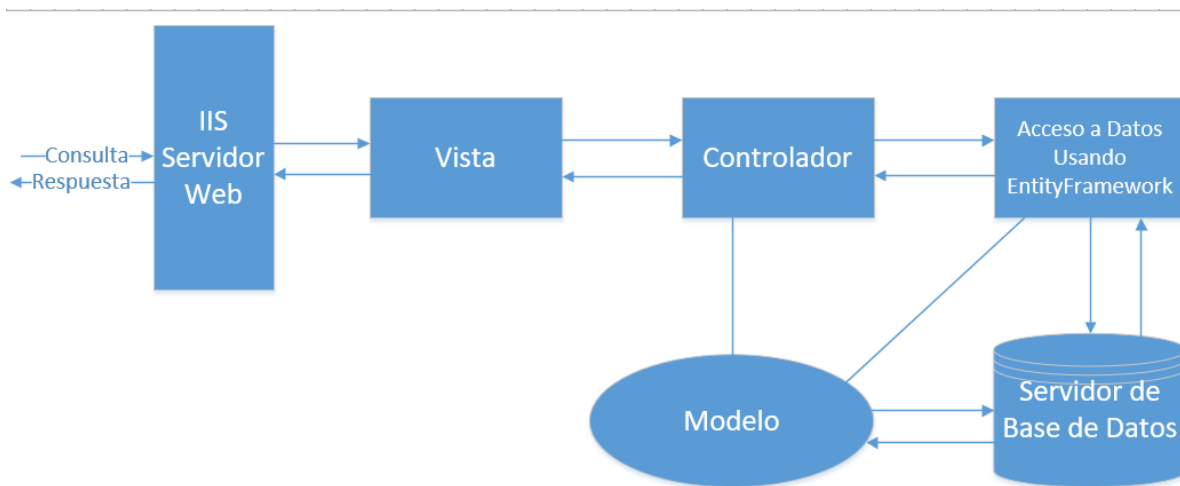 Consulta
Respuesta
IIS
Servidor
Web
Vista
Controlador
Acceso a Datos
Usando
EntityFramework
Modelo
Servidor de
Base de Datos